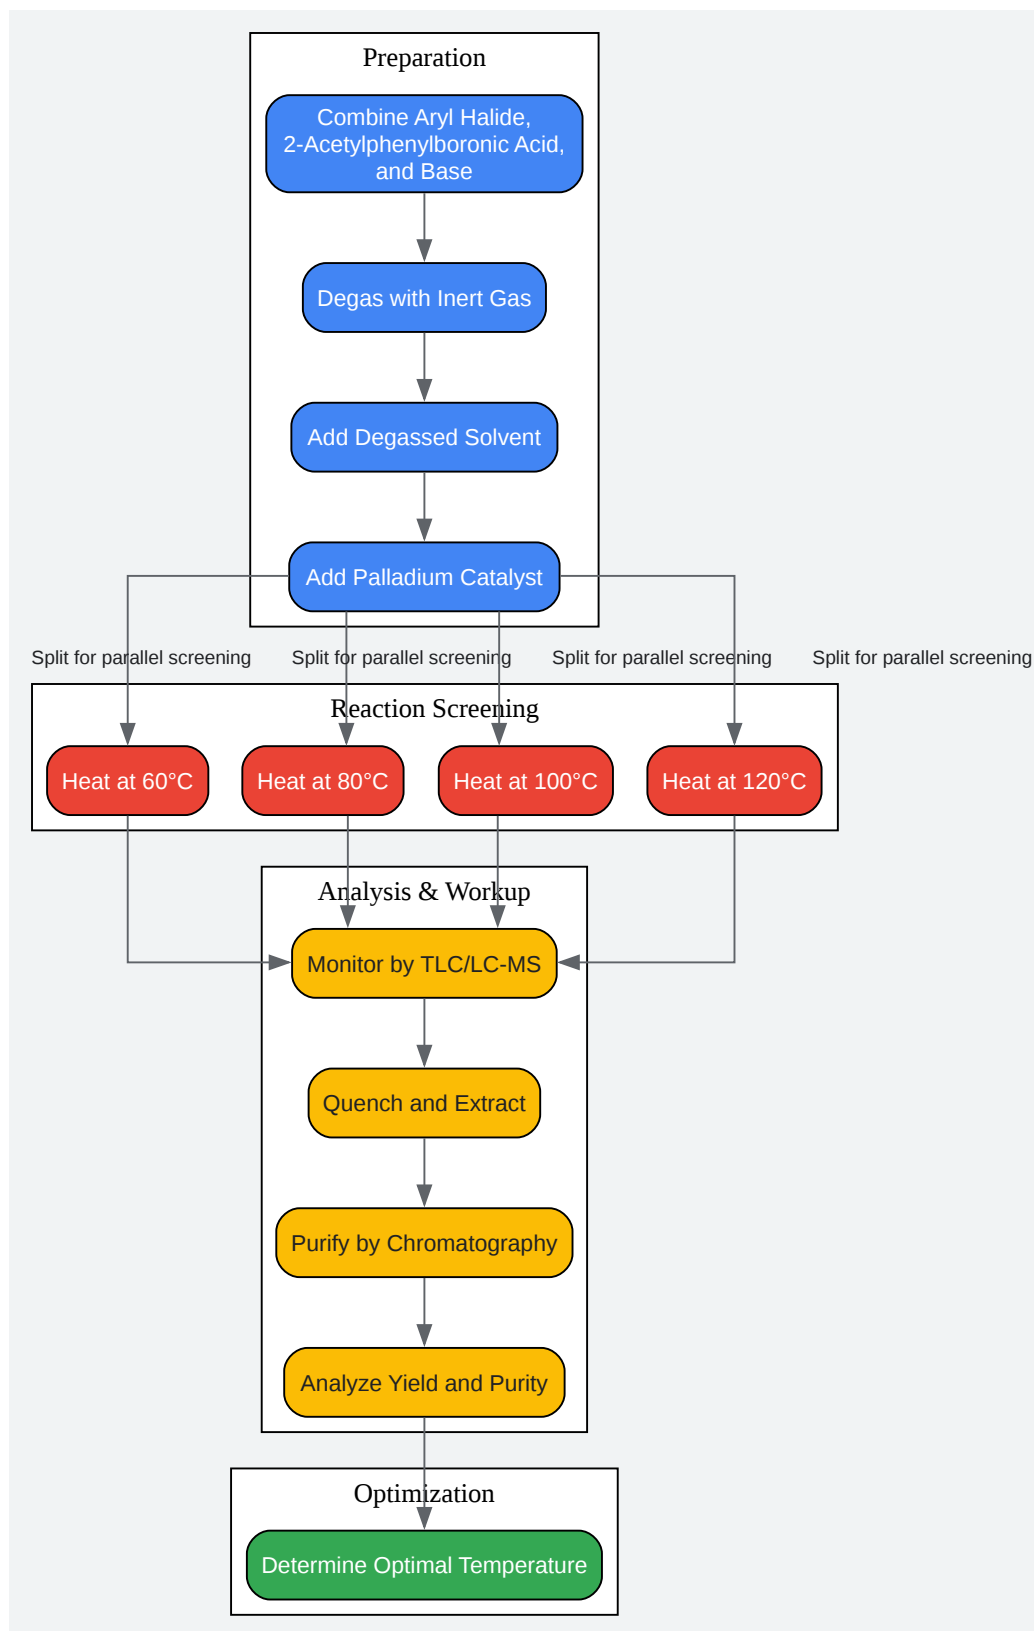 Preparation
Combine Aryl Halide,
2-Acetylphenylboronic Acid,
and Base
Degas with Inert Gas
Add Degassed Solvent
Add Palladium Catalyst
Split for parallel screening
Split for parallel screening
Split for parallel screening
Split for parallel screening
Reaction Screening
Heat at 60°C
Heat at 80°C
Heat at 100°C
Heat at 120°C
Analysis & Workup
Monitor by TLC/LC-MS
Quench and Extract
Purify by Chromatography
Analyze Yield and Purity
Optimization
Determine Optimal Temperature